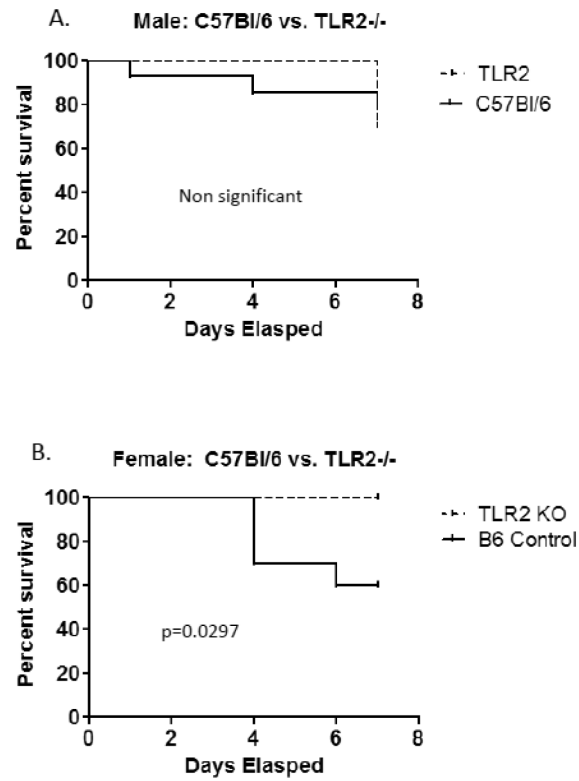 A.
Male: C57Bl/6 vs. TLR2-/-
100
80
60
40
20
0
Percent survival
Non significant
0 2 4 6 8
Days Elasped
TLR2
C57Bl/6
B.
Female: C57Bl/6 vs. TLR2-/-
100
80
60
40
20
0
Percent survival
p=0.0297
0 2 4 6 8
Days Elasped
TLR2 KO
B6 Control